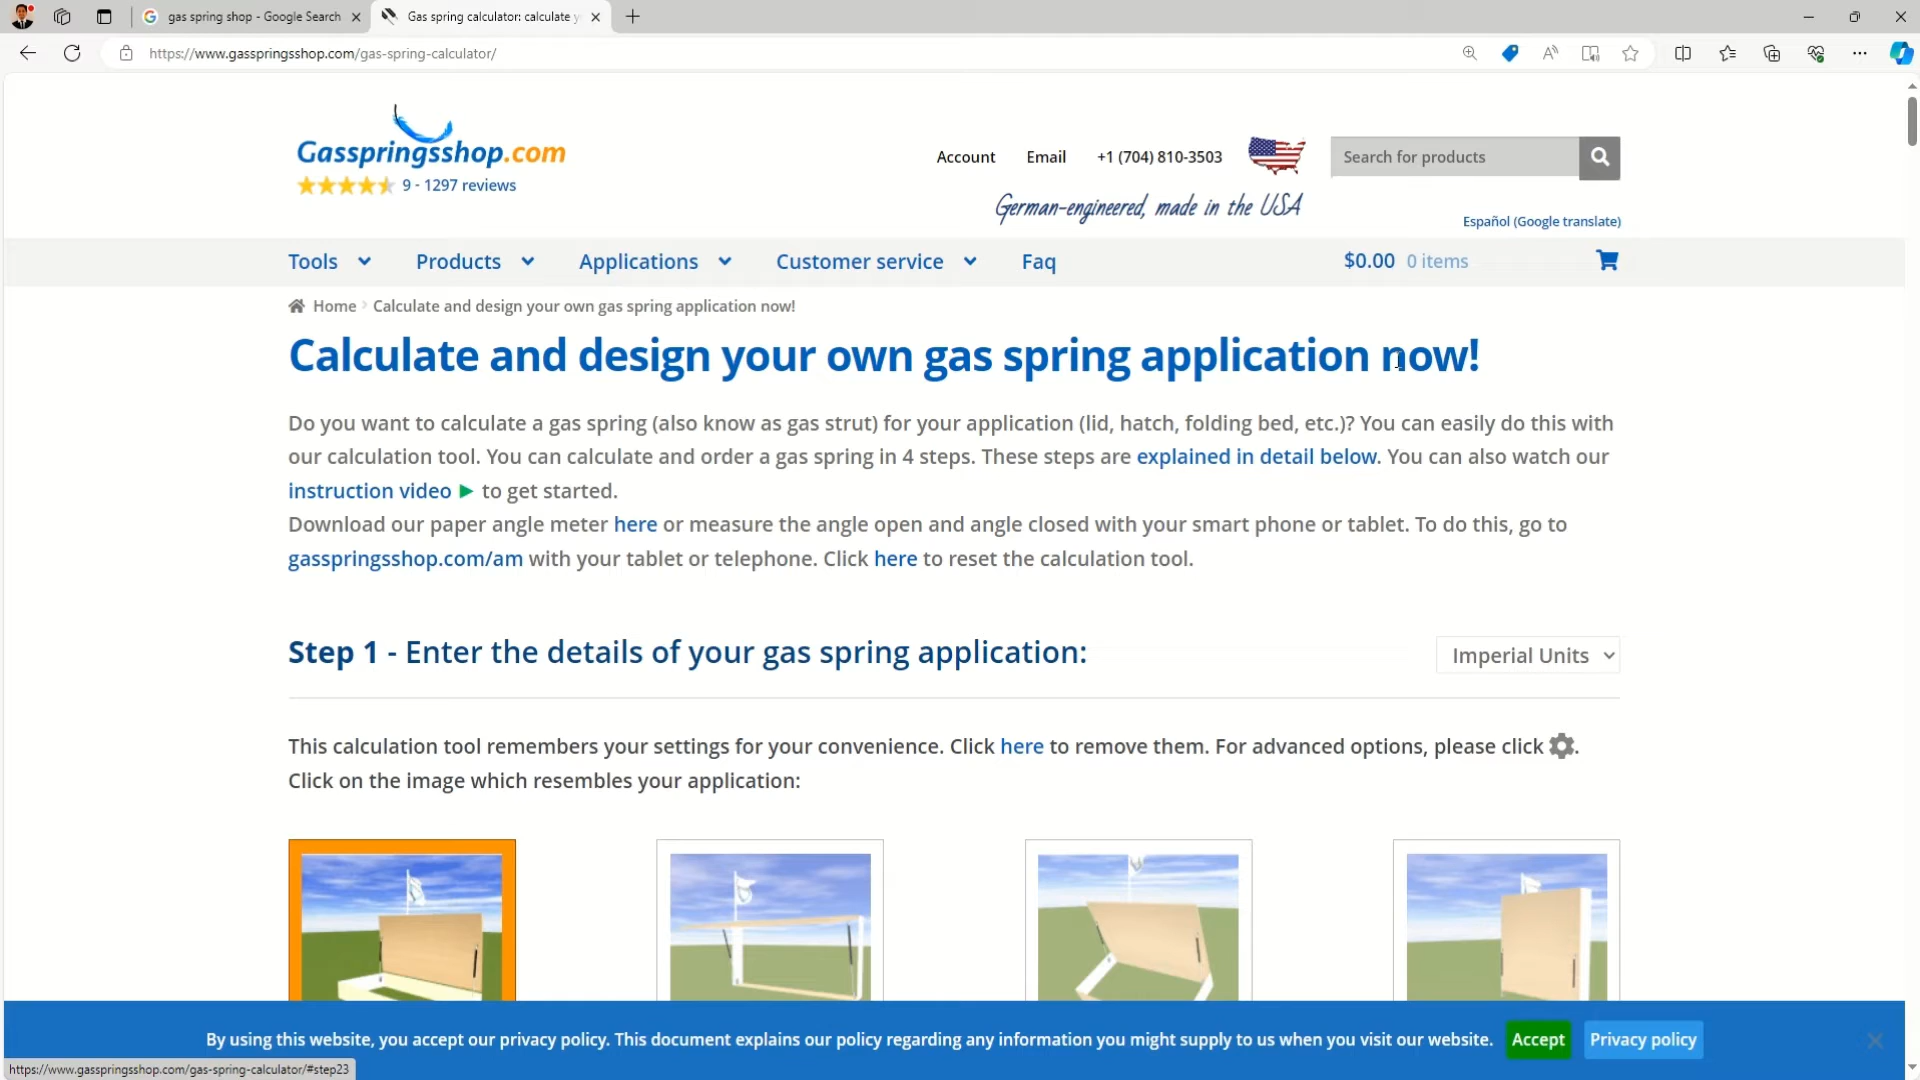 gas spring shop - Google Search
Gas spring calculator: calculate y
https://www.gasspringsshop.com/gas-spring-calculator/
Gasspringsshop.com
9 - 1297 reviews
Account
Email
+1 (704) 810-3503
Search for products
German-engineered, made in the USA
Español (Google translate)
Tools
Products
Applications
Customer service
Faq
$0.00 0 items
Home
Calculate and design your own gas spring application now!
Calculate and design your own gas spring application now!
Do you want to calculate a gas spring (also know as gas strut) for your application (lid, hatch, folding bed, etc.)? You can easily do this with
our calculation tool. You can calculate and order a gas spring in 4 steps. These steps are explained in detail below. You can also watch our
instruction video to get started.
Download our paper angle meter here or measure the angle open and angle closed with your smart phone or tablet. To do this, go to
gasspringsshop.com/am with your tablet or telephone. Click here to reset the calculation tool.
Step 1 - Enter the details of your gas spring application:
Imperial Units
This calculation tool remembers your settings for your convenience. Click here to remove them. For advanced options, please click .
Click on the image which resembles your application:
By using this website, you accept our privacy policy. This document explains our policy regarding any information you might supply to us when you visit our website.
Accept
Privacy policy
https://www.gasspringsshop.com/gas-spring-calculator/#step23